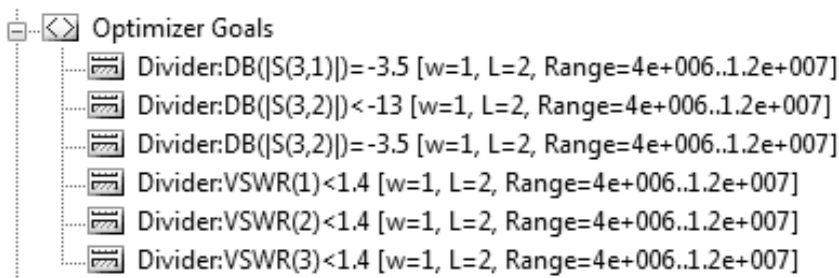 Optimizer Goals
Divider:DB(|S(3,1)|)=-3.5 [w=1, L=2, Range=4e+006..1.2e+007]
Divider:DB(|S(3,2)|)<-13 [w=1, L=2, Range=4e+006..1.2e+007]
Divider:DB(|S(3,2)|)=-3.5 [w=1, L=2, Range=4e+006..1.2e+007]
Divider:VSWR(1)<1.4 [w=1, L=2, Range=4e+006..1.2e+007]
Divider:VSWR(2)<1.4 [w=1, L=2, Range=4e+006..1.2e+007]
Divider:VSWR(3)<1.4 [w=1, L=2, Range=4e+006..1.2e+007]